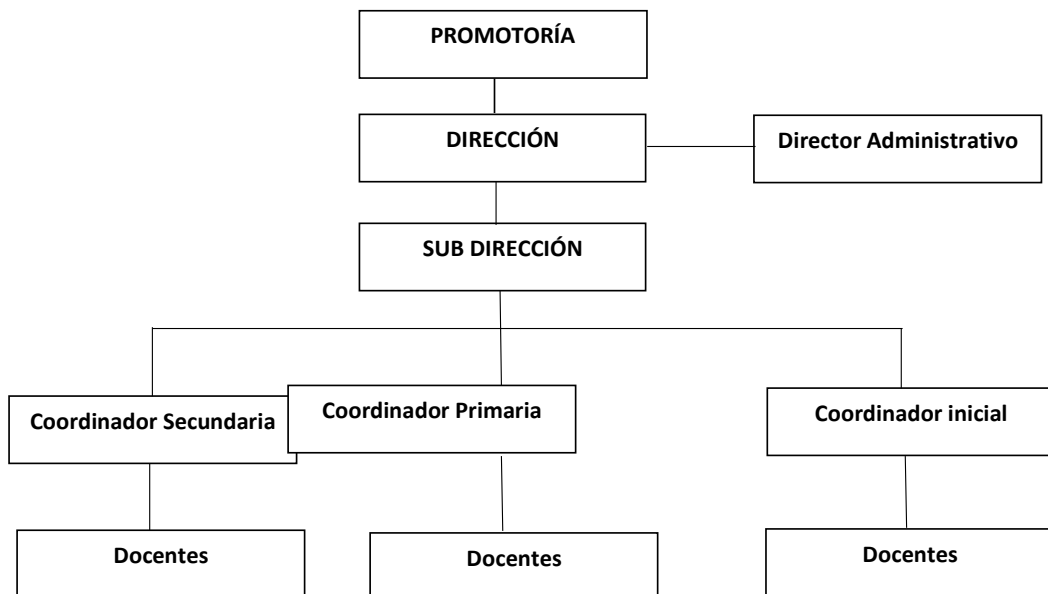 PROMOTORÍA
DIRECCIÓN
Director Administrativo
SUB DIRECCIÓN
Coordinador Secundaria
Coordinador Primaria
Coordinador inicial
Docentes
Docentes
Docentes